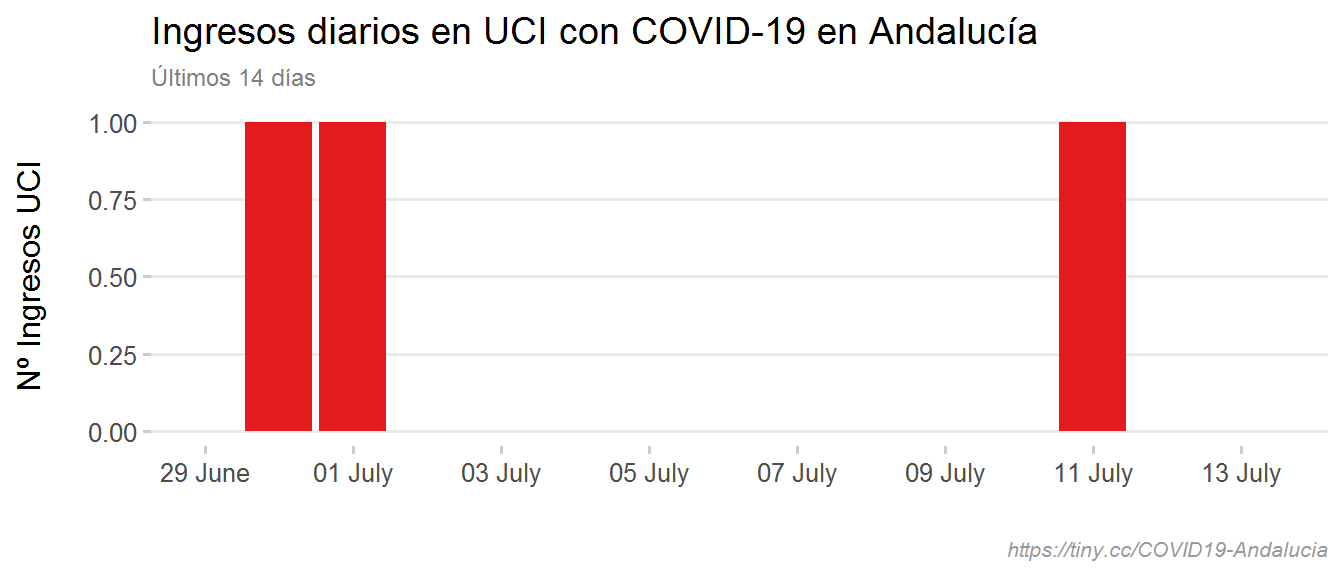 Ingresos diarios en UCI con COVID-19 en Andalucía
Últimos 14 días
Nº Ingresos UCI
1.00
0.75
0.50
0.25
0.00
29 June 01 July 03 July 05 July 07 July 09 July 11 July 13 July
https://tiny.cc/COVID19-Andalucia